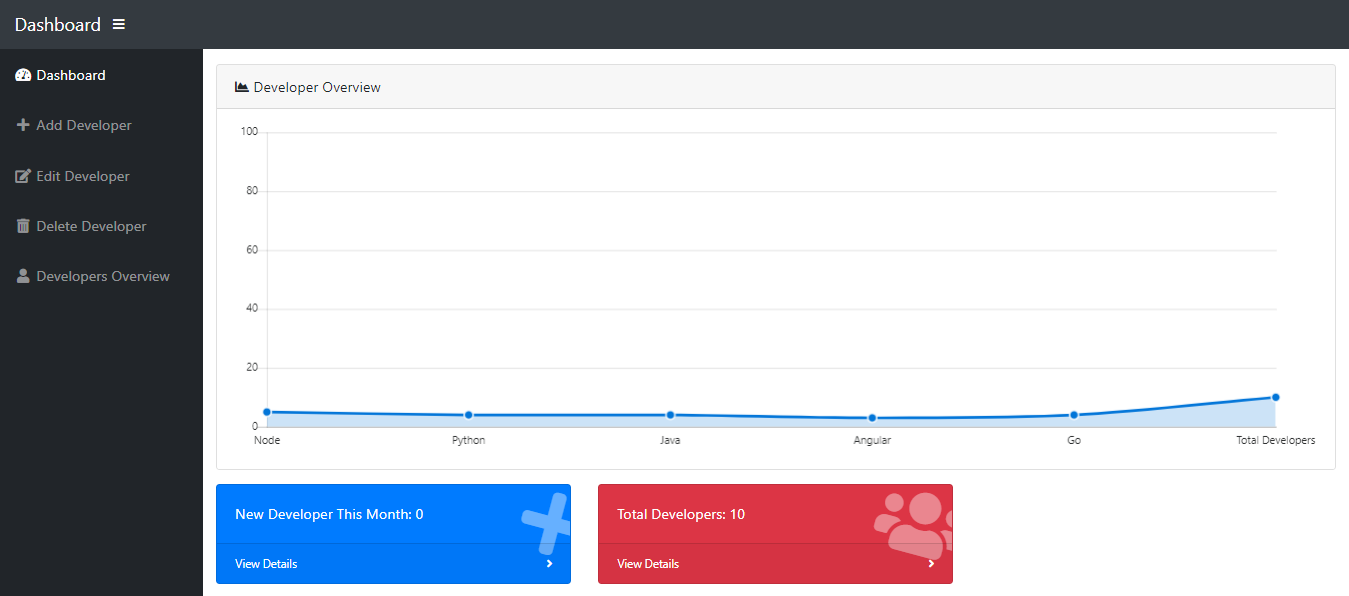 Dashboard
Dashboard
Add Developer
Edit Developer
Delete Developer
Developers Overview
Developer Overview
100
80
60
40
20
0
Node Python Java Angular Go Total Developers
New Developer This Month: 0
View Details
Total Developers: 10
View Details